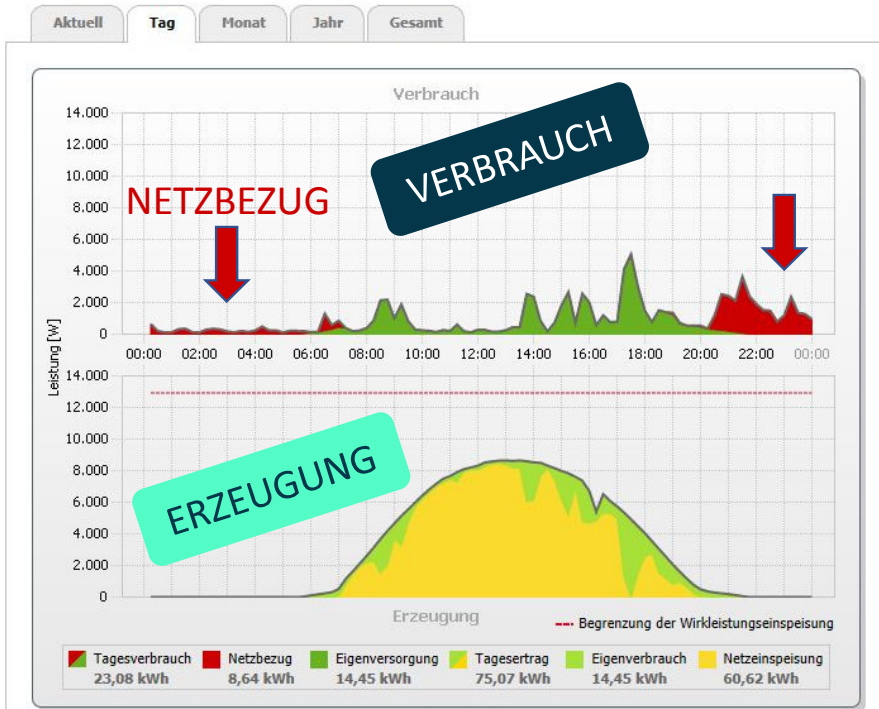 Aktuell Tag Monat Jahr Gesamt
Verbrauch
14.000
12.000
10.000
8.000
6.000
4.000
2.000
0
VERBRAUCH
NETZBEZUG
00:00 02:00 04:00 06:00 08:00 10:00 12:00 14:00 16:00 18:00 20:00 22:00 00:00
Leistung [W]
14.000
12.000
10.000
8.000
6.000
4.000
2.000
0
ERZEUGUNG
Erzeugung
Begrenzung der Wirkleistungseinspeisung
Tagesverbrauch Netzbezug Eigenversorgung Tagesertrag Eigenverbrauch Netzeinspeisung
23,08 kWh 8,64 kWh 14,45 kWh 75,07 kWh 14,45 kWh 60,62 kWh